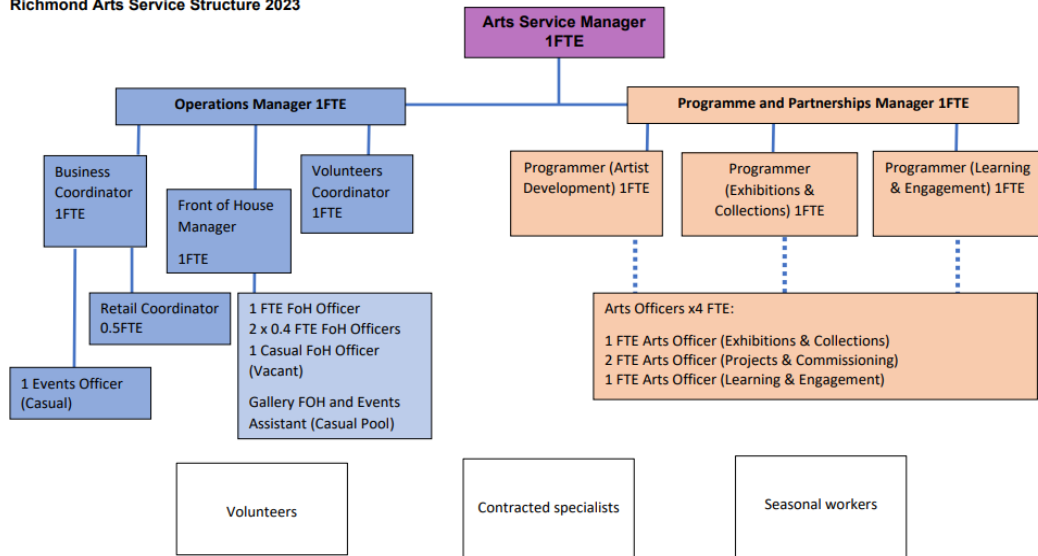 Richmond Arts Service Structure 2023
Arts Service Manager
1FTE
Operations Manager 1FTE
Programme and Partnerships Manager 1FTE
Business
Coordinator
1FTE
Front of House
Manager
1FTE
Volunteers
Coordinator
1FTE
Programmer (Artist
Development) 1FTE
Programmer
(Exhibitions &
Collections) 1FTE
Programmer (Learning
& Engagement) 1FTE
Retail Coordinator
0.5FTE
1 Events Officer
(Casual)
1 FTE FoH Officer
2 x 0.4 FTE FoH Officers
1 Casual FoH Officer
(Vacant)
Gallery FOH and Events
Assistant (Casual Pool)
Arts Officers x4 FTE:
1 FTE Arts Officer (Exhibitions & Collections)
2 FTE Arts Officer (Projects & Commissioning)
1 FTE Arts Officer (Learning & Engagement)
Volunteers
Contracted specialists
Seasonal workers